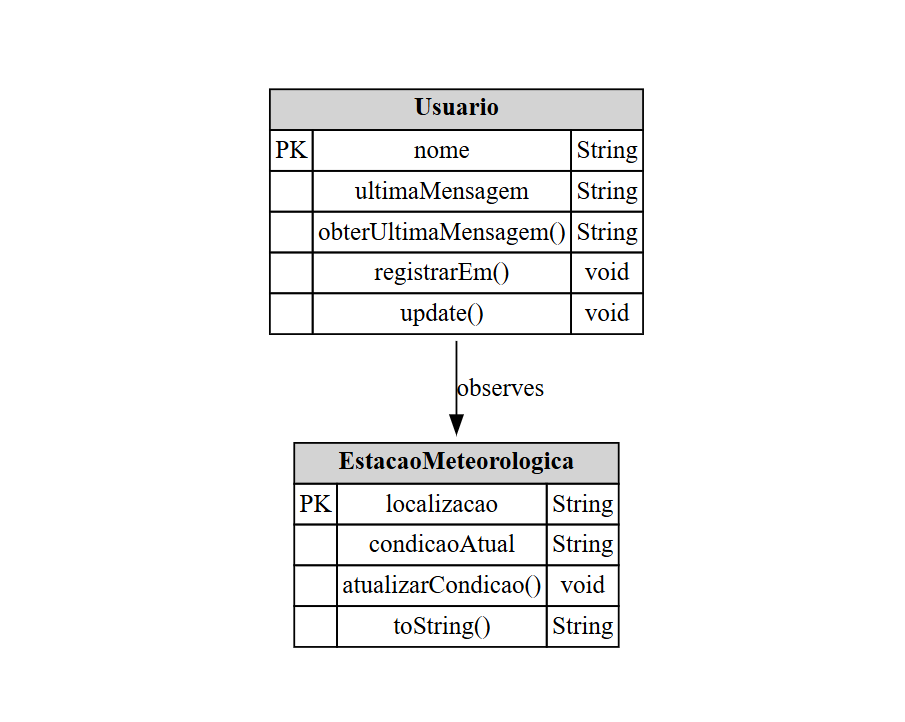 Usuario
PK nome String
ultimaMensagem String
obterUltimaMensagem() String
registrarEm() void
update() void
observes
EstacaoMeteorologica
PK localizacao String
condicaoAtual String
atualizarCondicao() void
toString() String